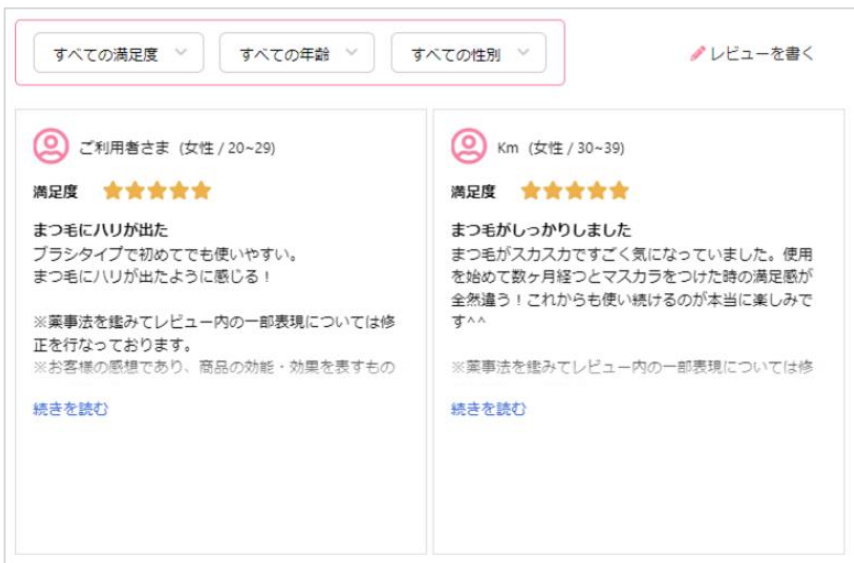 すべての満足度
すべての年齢
すべての性別
レビューを書く
ご利用者さま (女性 / 20~29)
満足度
まつ毛にハリが出た
ブラシタイプで初めてでも使いやすい。
まつ毛にハリが出たように感じる！
※薬事法を鑑みてレビュー内の一部表現については修
正を行なっております。
※お客様の感想であり、商品の効能・効果を表すもの
続きを読む
Km (女性 / 30~39)
満足度
まつ毛がしっかりしました
まつ毛がスカスカですごく気になっていました。使用
を始めて数ヶ月経つとマスカラをつけた時の満足感が
全然違う！これからも使い続けるのが本当に楽しみで
す^^
※薬事法を鑑みてレビュー内の一部表現については修
続きを読む